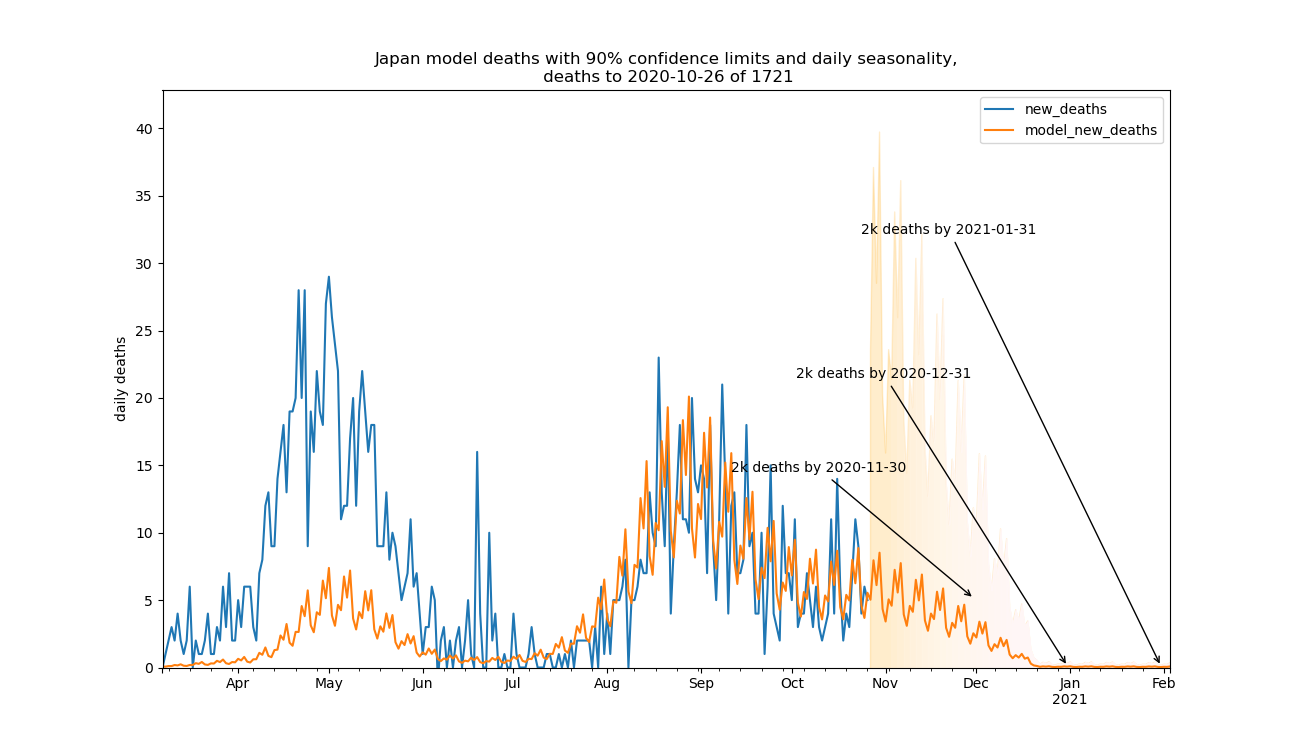 Japan model deaths with 90% confidence limits and daily seasonality,
deaths to 2020-10-26 of 1721
new_deaths
model_new_deaths
daily deaths
40
35
30
25
20
15
10
5
0
2k deaths by 2021-01-31
2k deaths by 2020-12-31
2k deaths by 2020-11-30
Apr May Jun Jul Aug Sep Oct Nov Dec Jan Feb
2021